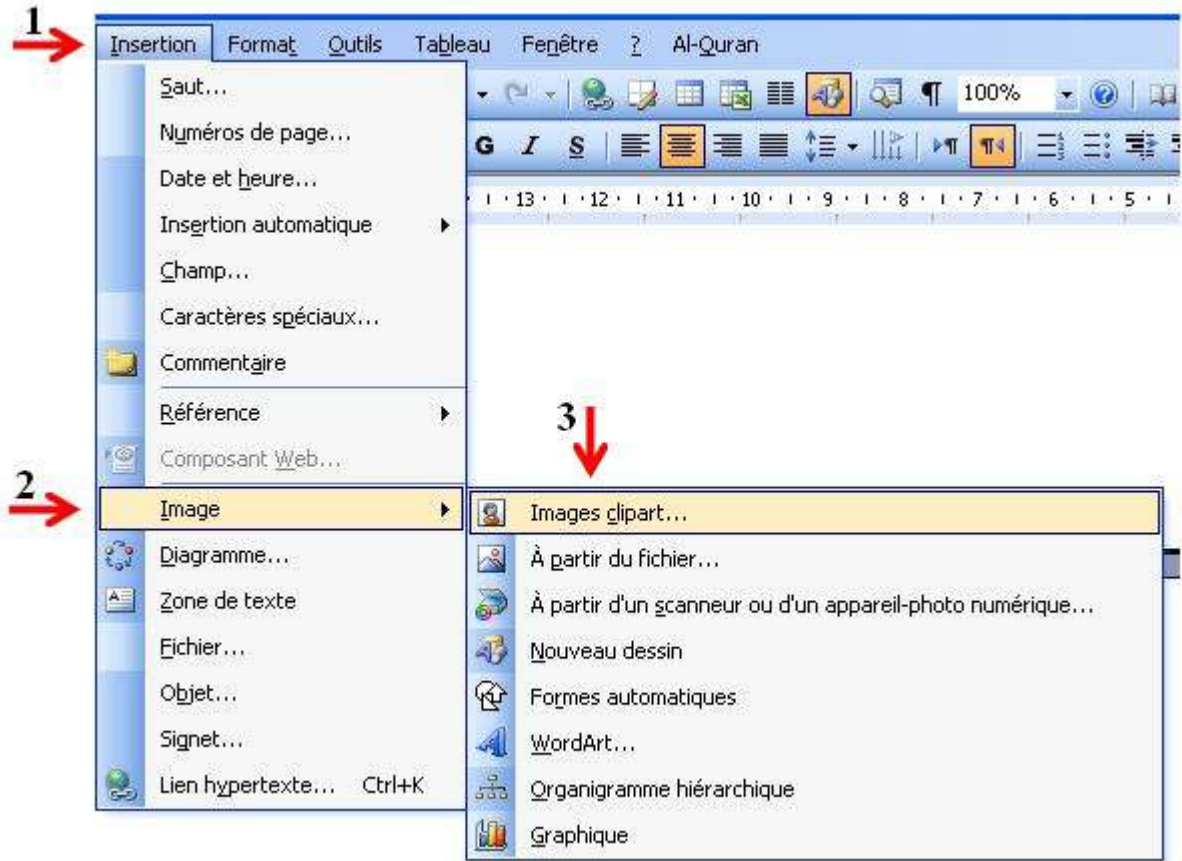 1
Insertion Format Outils Tableau Fenêtre ? Al-Quran
100%
G I S
13 12 11 10 9 8 7 6 5
Saut...
Numéros de page...
Date et heure...
Insertion automatique
Champ...
Caractères spéciaux...
Commentaire
Référence
Composant Web...
2
Image
Diagramme...
Zone de texte
Fichier...
Objet...
Signet...
Lien hypertexte... Ctrl+K
3
Images clipart...
À partir du fichier...
À partir d'un scanneur ou d'un appareil-photo numérique...
Nouveau dessin
Formes automatiques
WordArt...
Organigramme hiérarchique
Graphique